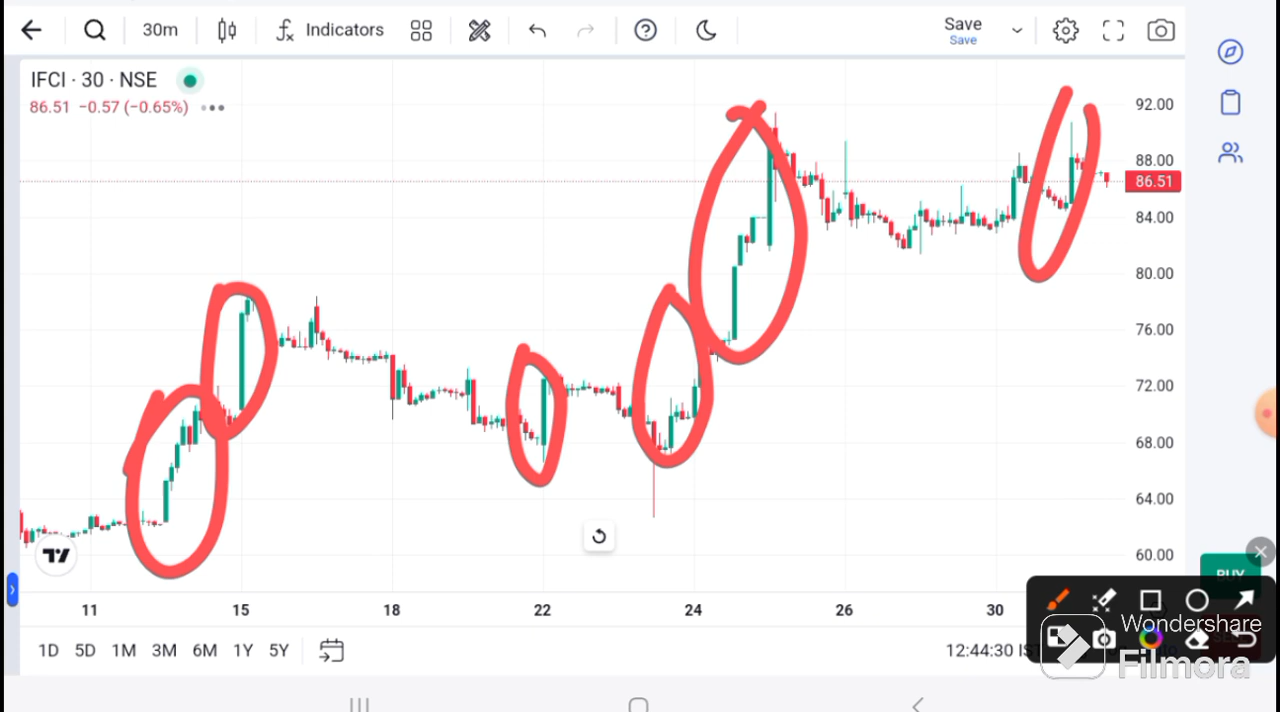 30m Indicators Save
Save
IFCI · 30 · NSE
86.51 −0.57 (−0.65%)
92.00
88.00
86.51
84.00
80.00
76.00
72.00
68.00
64.00
60.00
BUY
11 15 18 22 24 26 30
1D 5D 1M 3M 6M 1Y 5Y
12:44:30 IST
Wondershare
Filmora